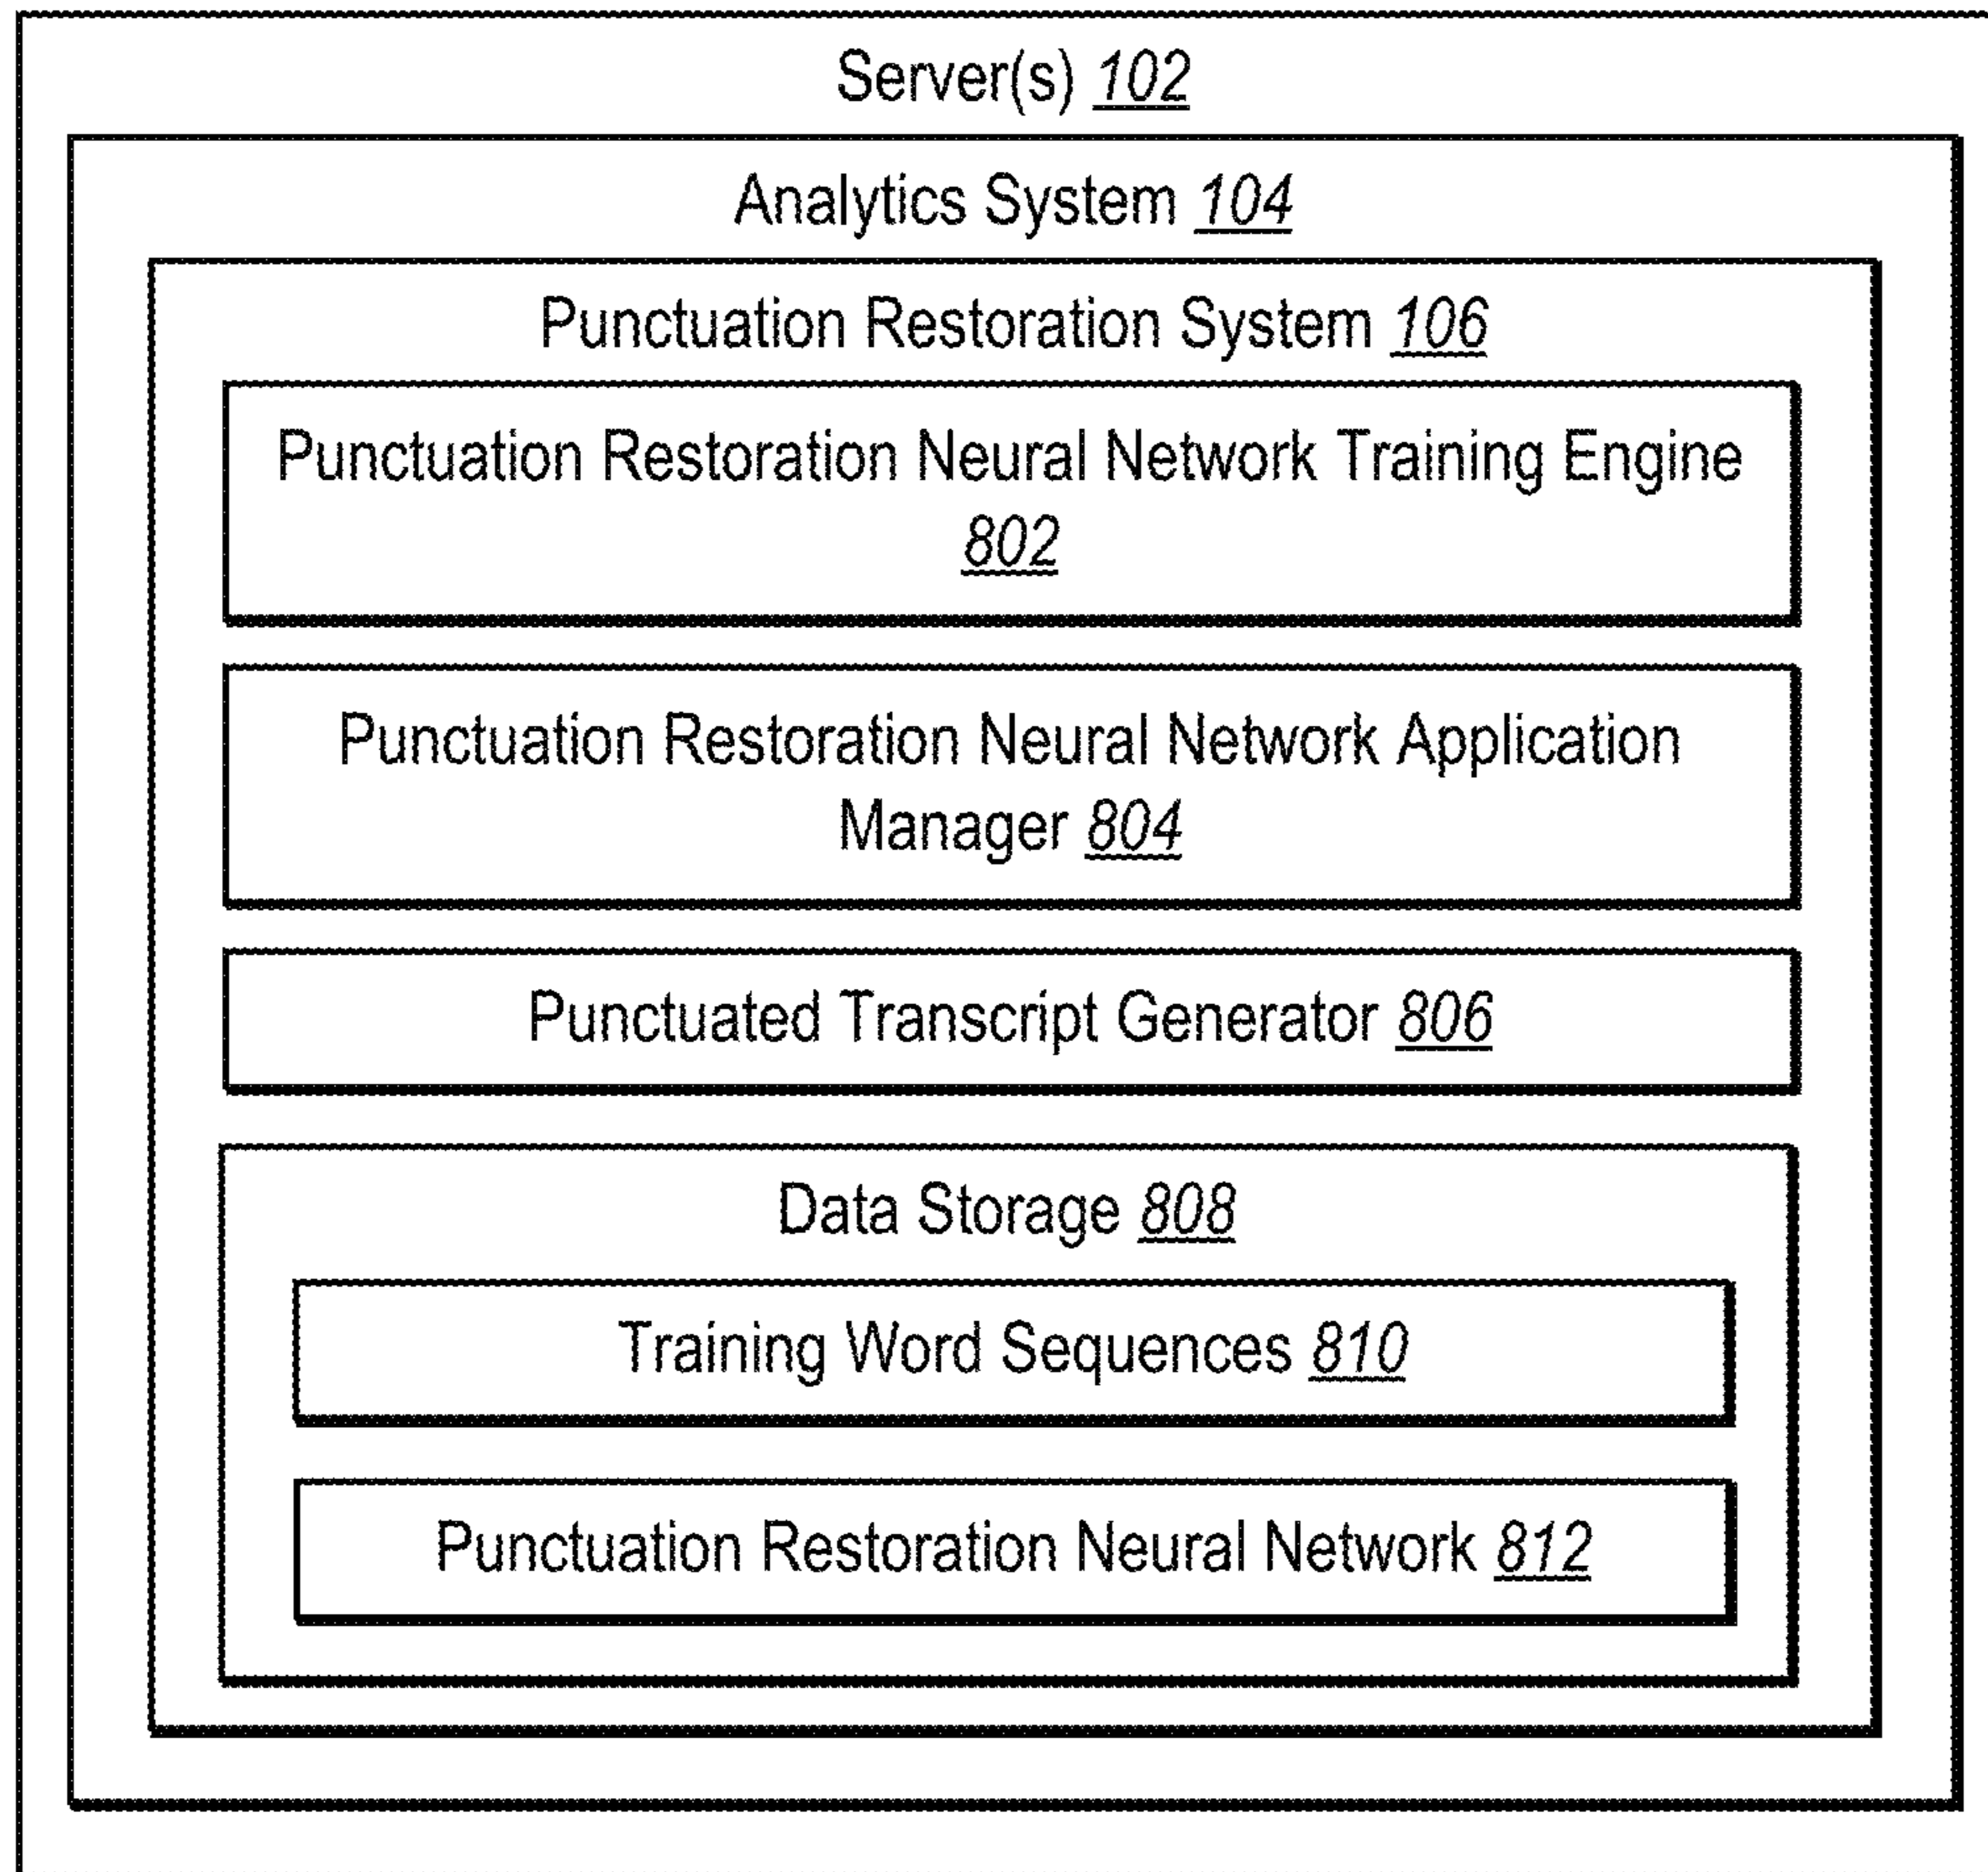 Server(s) 102
Analytics System 104
Punctuation Restoration System 106
Punctuation Restoration Neural Network Training Engine
802
Punctuation Restoration Neural Network Application
Manager 804
Punctuated Transcript Generator 806
Data Storage 808
Training Word Sequences 810
Punctuation Restoration Neural Network 812